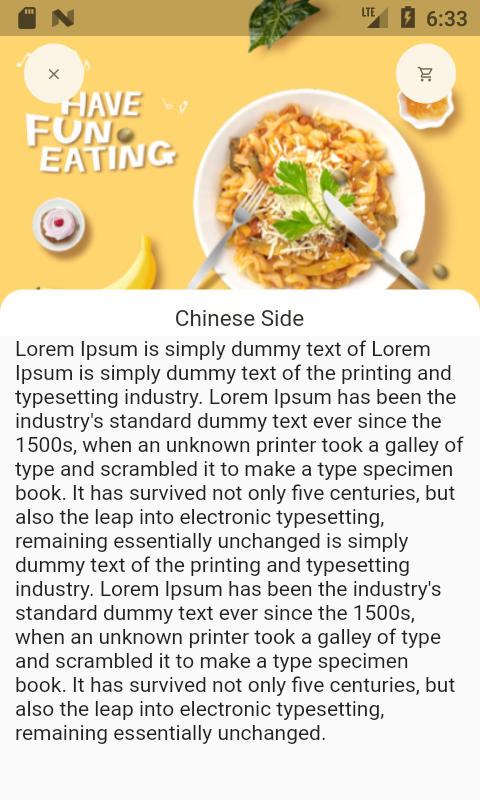 LTE 6:33
HAVE
FUN
EATING
Chinese Side
Lorem Ipsum is simply dummy text of Lorem
Ipsum is simply dummy text of the printing and
typesetting industry. Lorem Ipsum has been the
industry's standard dummy text ever since the
1500s, when an unknown printer took a galley of
type and scrambled it to make a type specimen
book. It has survived not only five centuries, but
also the leap into electronic typesetting,
remaining essentially unchanged is simply
dummy text of the printing and typesetting
industry. Lorem Ipsum has been the industry's
standard dummy text ever since the 1500s,
when an unknown printer took a galley of type
and scrambled it to make a type specimen
book. It has survived not only five centuries, but
also the leap into electronic typesetting,
remaining essentially unchanged.